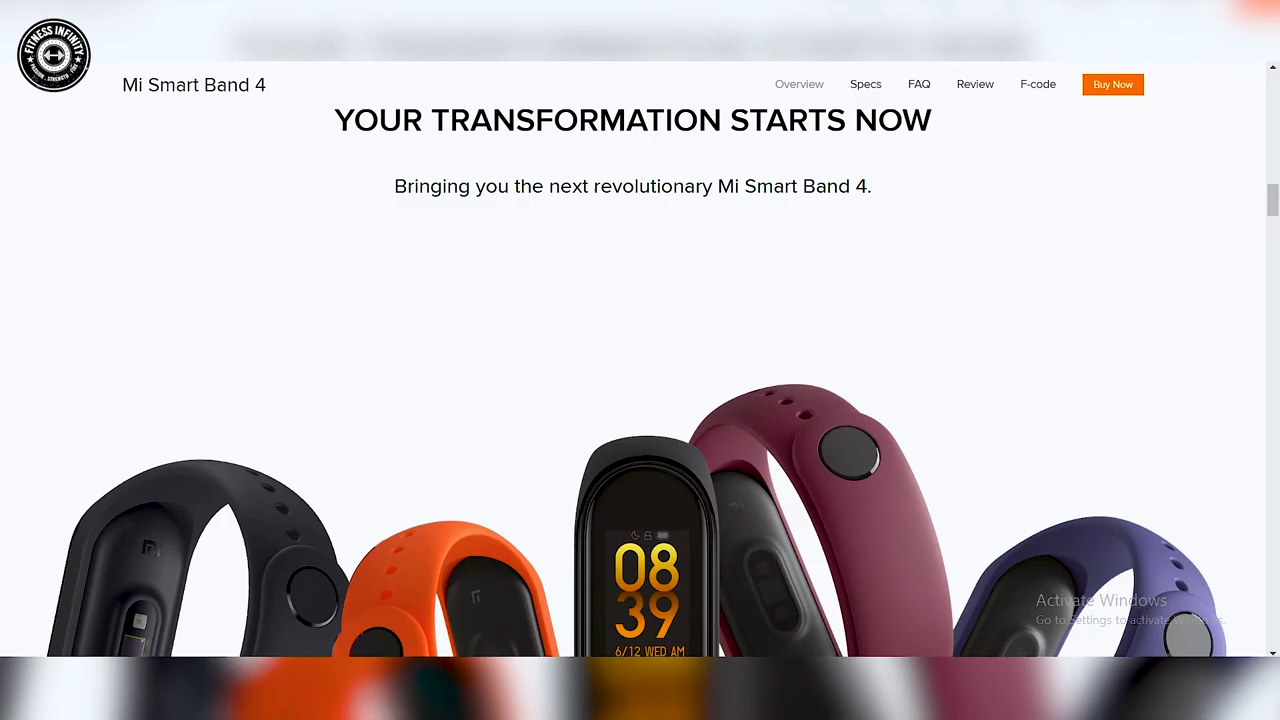 FITNESS INFINITY
Mi Smart Band 4
Overview
Specs
FAQ
Review
F-code
Buy Now
YOUR TRANSFORMATION STARTS NOW
Bringing you the next revolutionary Mi Smart Band 4.
08
39
6/12 WED AM
Activate Windows
Go to Settings to activate Windows.